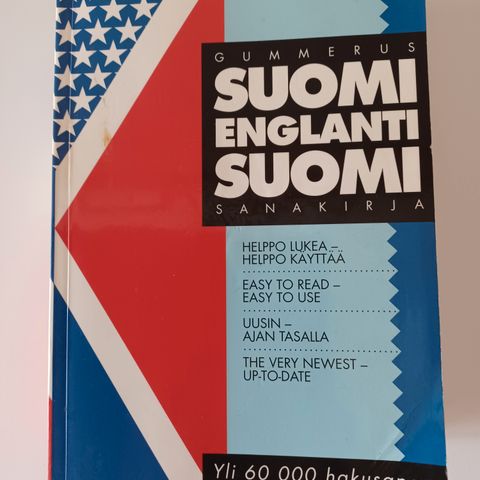 GUMMERUS
SUOMI
ENGLANTI
SUOMI
SANAKIRJA
HELPPO LUKEA –
HELPPO KÄYTTÄÄ
EASY TO READ –
EASY TO USE
UUSIN –
AJAN TASALLA
THE VERY NEWEST –
UP-TO-DATE
Yli 60 000 hakusanaa